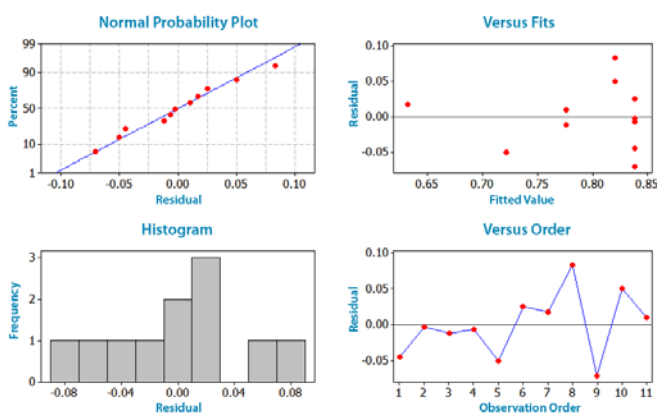 Normal Probability Plot
99
90
50
10
1
Percent
-0.10 -0.05 0.00 0.05 0.10
Residual
Versus Fits
0.10
0.05
0.00
-0.05
Residual
0.65 0.70 0.75 0.80 0.85
Fitted Value
Histogram
3
2
1
0
Frequency
-0.08 -0.04 0.00 0.04 0.08
Residual
Versus Order
0.10
0.05
0.00
-0.05
Residual
1 2 3 4 5 6 7 8 9 10 11
Observation Order